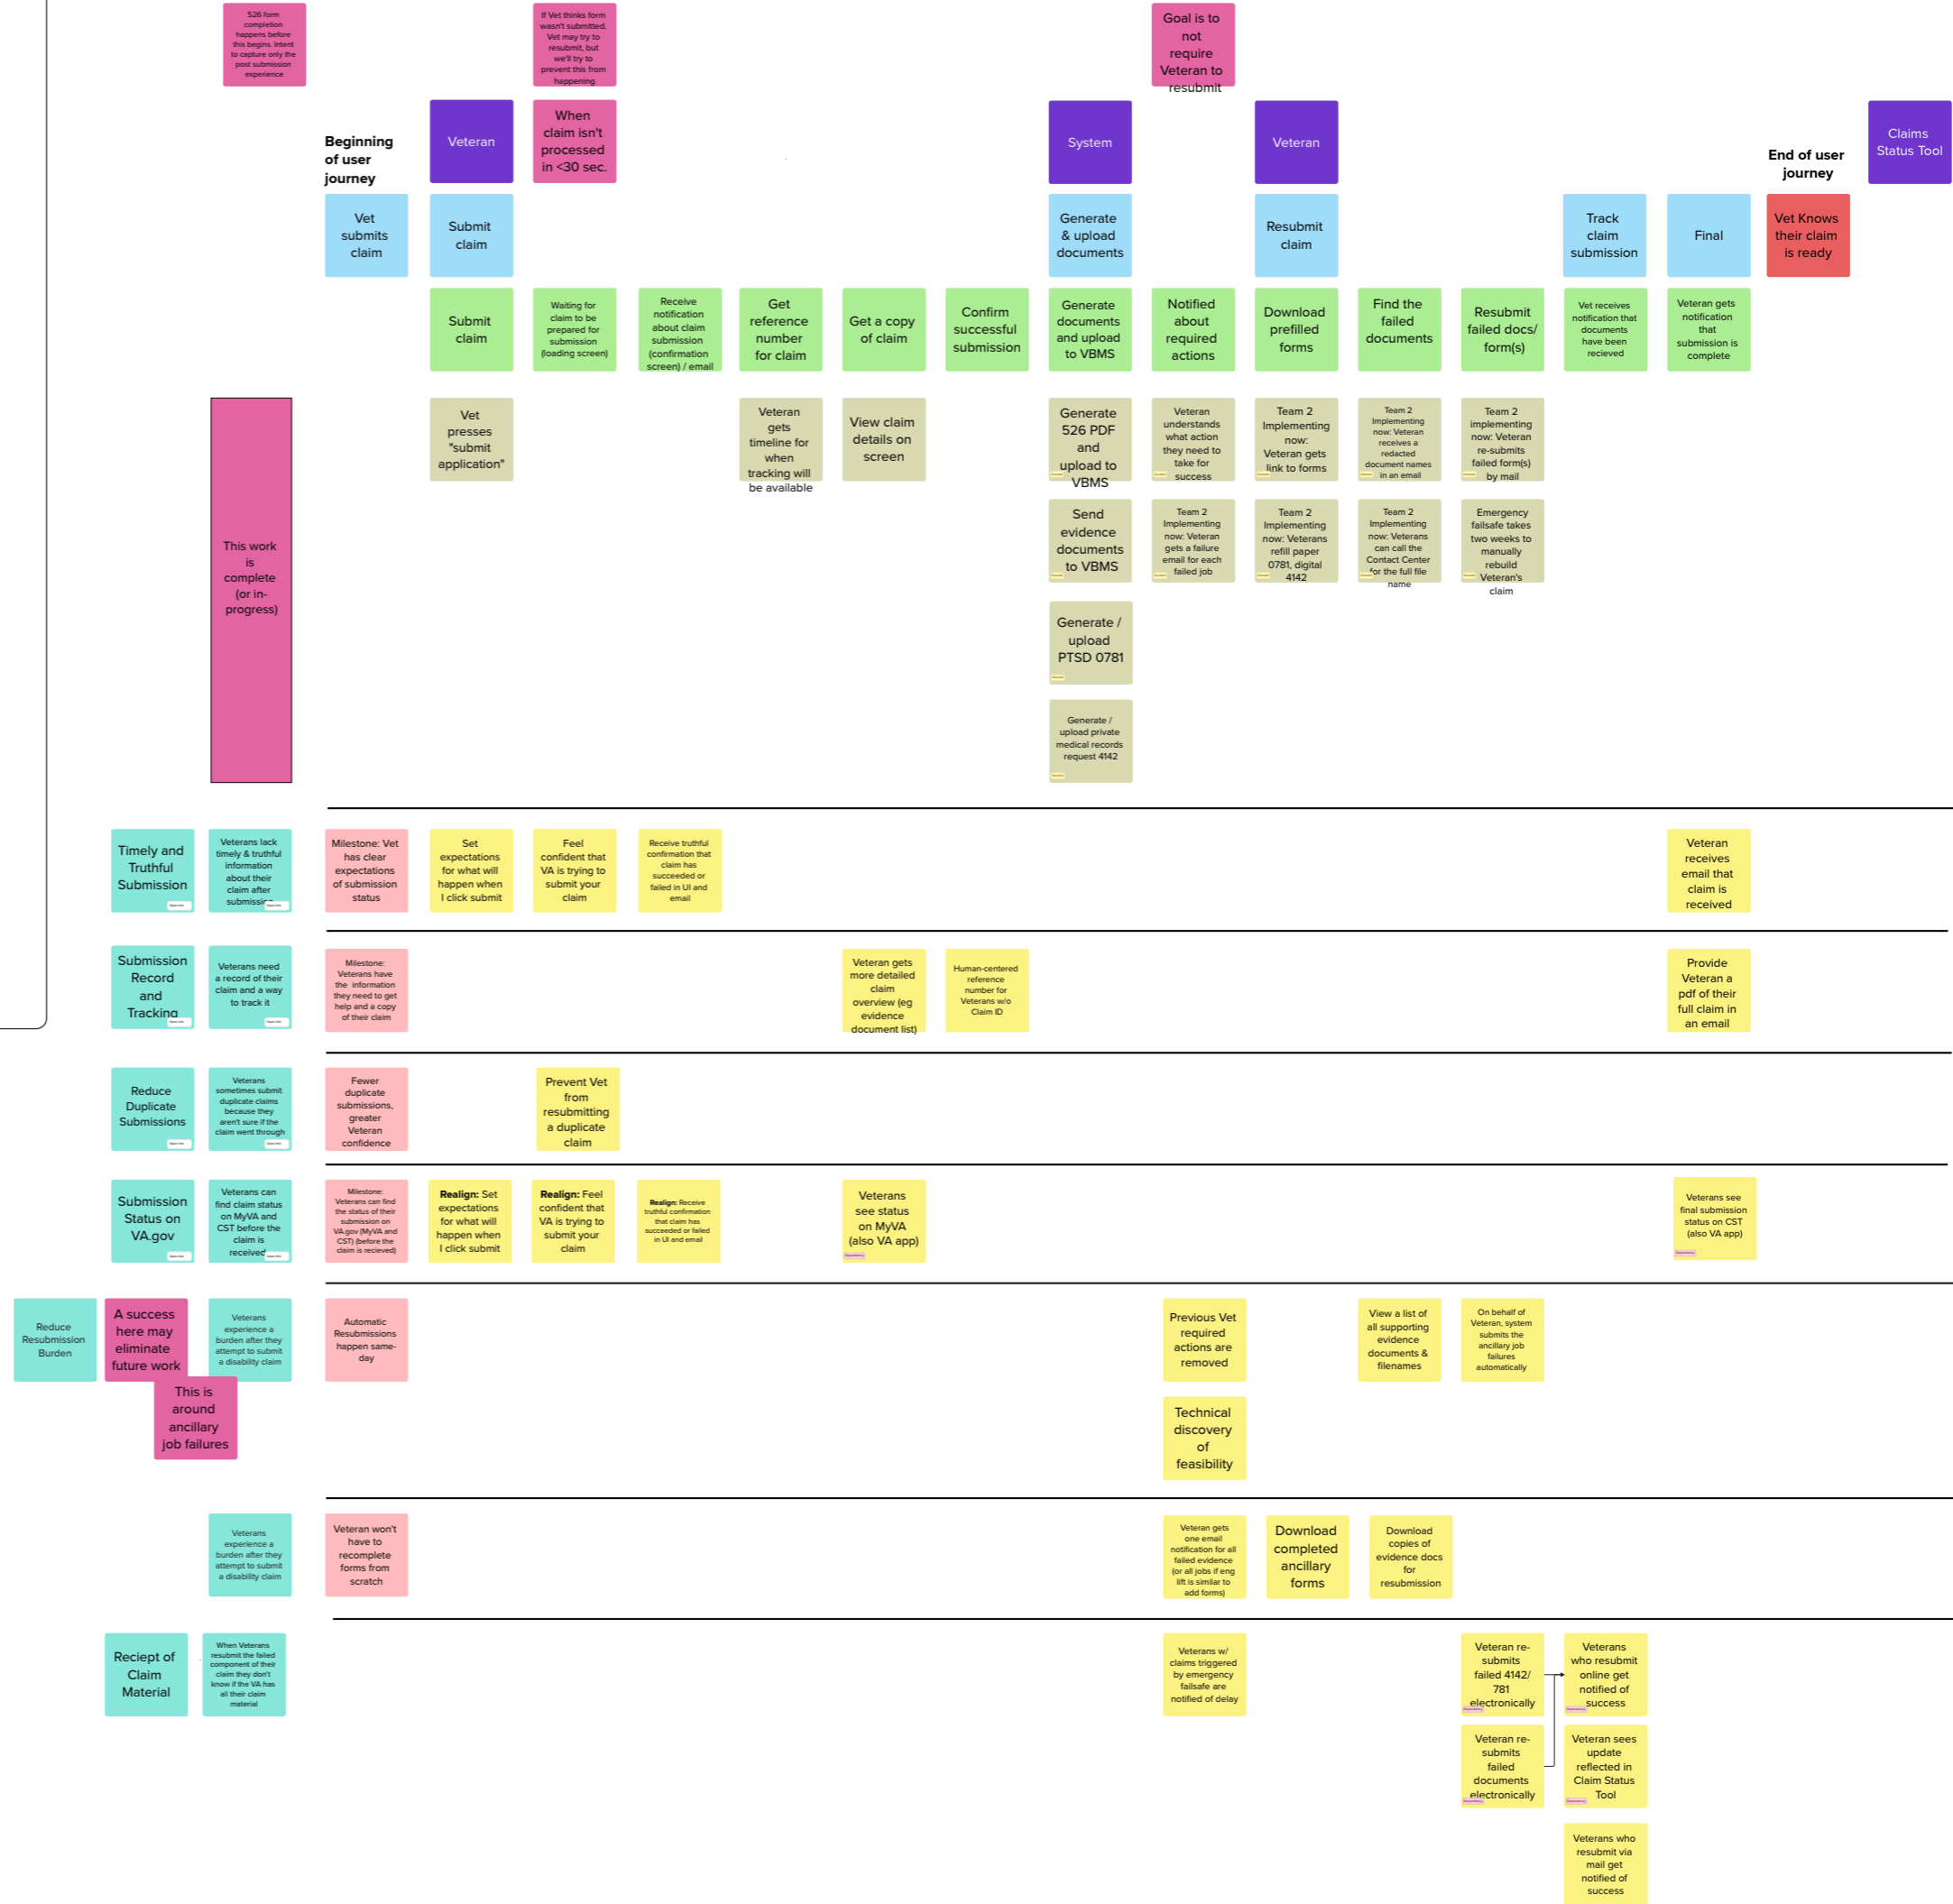 526 form
completion
happens before
this begins. Intent
to capture only the
post submission
experience
If Vet thinks form
wasn't submitted,
Vet may try to
resubmit, but
we'll try to
prevent this from
happening
Goal is to
not
require
Veteran to
resubmit
Beginning
of user
journey
Veteran
When
claim isn't
processed
in <30 sec.
System
Veteran
End of user
journey
Claims
Status Tool
Vet
submits
claim
Submit
claim
Generate
& upload
documents
Resubmit
claim
Track
claim
submission
Final
Vet Knows
their claim
is ready
Submit
claim
Waiting for
claim to be
prepared for
submission
(loading screen)
Receive
notification
about claim
submission
(confirmation
screen) / email
Get
reference
number
for claim
Get a copy
of claim
Confirm
successful
submission
Generate
documents
and upload
to VBMS
Notified
about
required
actions
Download
prefilled
forms
Find the
failed
documents
Resubmit
failed docs/
form(s)
Vet receives
notification that
documents
have been
recieved
Veteran gets
notification
that
submission is
complete
This work
is
complete
(or in-
progress)
Vet
presses
"submit
application"
Veteran
gets
timeline for
when
tracking will
be available
View claim
details on
screen
Generate
526 PDF
and
upload to
VBMS
Veteran
understands
what action
they need to
take for
success
Team 2
Implementing
now:
Veteran gets
link to forms
Team 2
Implementing
now: Veteran
receives a
redacted
document names
in an email
Team 2
implementing
now: Veteran
re-submits
failed form(s)
by mail
Send
evidence
documents
to VBMS
Team 2
Implementing
now: Veteran
gets a failure
email for each
failed job
Team 2
Implementing
now: Veterans
refill paper
0781, digital
4142
Team 2
Implementing
now: Veterans
can call the
Contact Center
for the full file
name
Emergency
failsafe takes
two weeks to
manually
rebuild
Veteran's
claim
Generate /
upload
PTSD 0781
Generate /
upload private
medical records
request 4142
Timely and
Truthful
Submission
Veterans lack
timely & truthful
information
about their
claim after
submission
Milestone: Vet
has clear
expectations
of submission
status
Set
expectations
for what will
happen when
I click submit
Feel
confident that
VA is trying to
submit your
claim
Receive truthful
confirmation that
claim has
succeeded or
failed in UI and
email
Veteran
receives
email that
claim is
received
Submission
Record
and
Tracking
Veterans need
a record of their
claim and a way
to track it
Milestone:
Veterans have
the information
they need to get
help and a copy
of their claim
Veteran gets
more detailed
claim
overview (eg
evidence
document list)
Human-centered
reference
number for
Veterans w/o
Claim ID
Provide
Veteran a
pdf of their
full claim in
an email
Reduce
Duplicate
Submissions
Veterans
sometimes submit
duplicate claims
because they
aren't sure if the
claim went through
Fewer
duplicate
submissions,
greater
Veteran
confidence
Prevent Vet
from
resubmitting
a duplicate
claim
Submission
Status on
VA.gov
Veterans can
find claim status
on MyVA and
CST before the
claim is
received
Milestone:
Veterans can find
the status of their
submission on
VA.gov (MyVA and
CST) (before the
claim is recieved)
Realign: Set
expectations
for what will
happen when
I click submit
Realign: Feel
confident that
VA is trying to
submit your
claim
Realign: Receive
truthful confirmation
that claim has
succeeded or failed
in UI and email
Veterans
see status
on MyVA
(also VA app)
Dependency
Veterans see
final submission
status on CST
(also VA app)
Dependency
Reduce
Resubmission
Burden
A success
here may
eliminate
future work
This is
around
ancillary
job failures
Veterans
experience a
burden after they
attempt to submit
a disability claim
Automatic
Resubmissions
happen same-
day
Previous Vet
required
actions are
removed
View a list of
all supporting
evidence
documents &
filenames
On behalf of
Veteran, system
submits the
ancillary job
failures
automatically
Technical
discovery
of
feasibility
Veterans
experience a
burden after they
attempt to submit
a disability claim
Veteran won't
have to
recomplete
forms from
scratch
Veteran gets
one email
notification for all
failed evidence
(or all jobs if eng
lift is similar to
add forms)
Download
completed
ancillary
forms
Download
copies of
evidence docs
for
resubmission
Reciept of
Claim
Material
When Veterans
resubmit the failed
component of their
claim they don't
know if the VA has
all their claim
material
Veterans w/
claims triggered
by emergency
failsafe are
notified of delay
Veteran re-
submits
failed 4142/
781
electronically
Dependency
Veterans
who resubmit
online get
notified of
success
Dependency
Veteran re-
submits
failed
documents
electronically
Dependency
Veteran sees
update
reflected in
Claim Status
Tool
Dependency
Veterans who
resubmit via
mail get
notified of
success